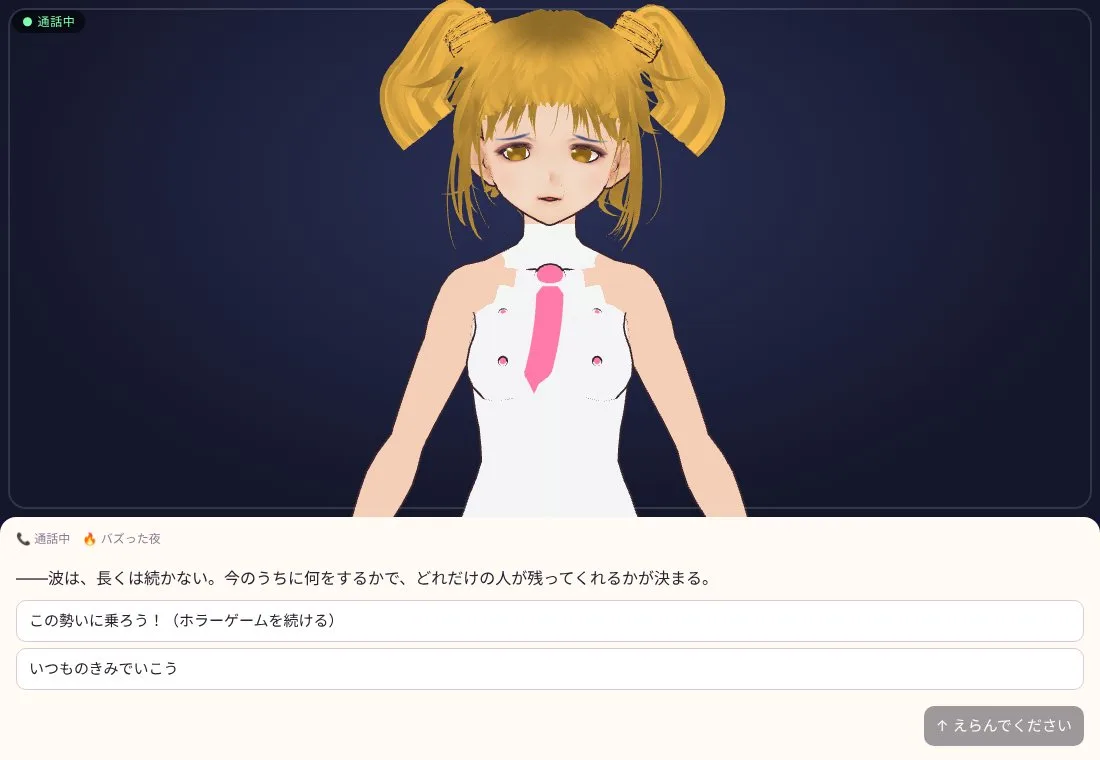 通話中
📞 通話中 🔥 バズった夜
――波は、長くは続かない。今のうちに何をするかで、どれだけの人が残ってくれるかが決まる。
この勢いに乗ろう！（ホラーゲームを続ける）
いつものきみでいこう
↑ えらんでください